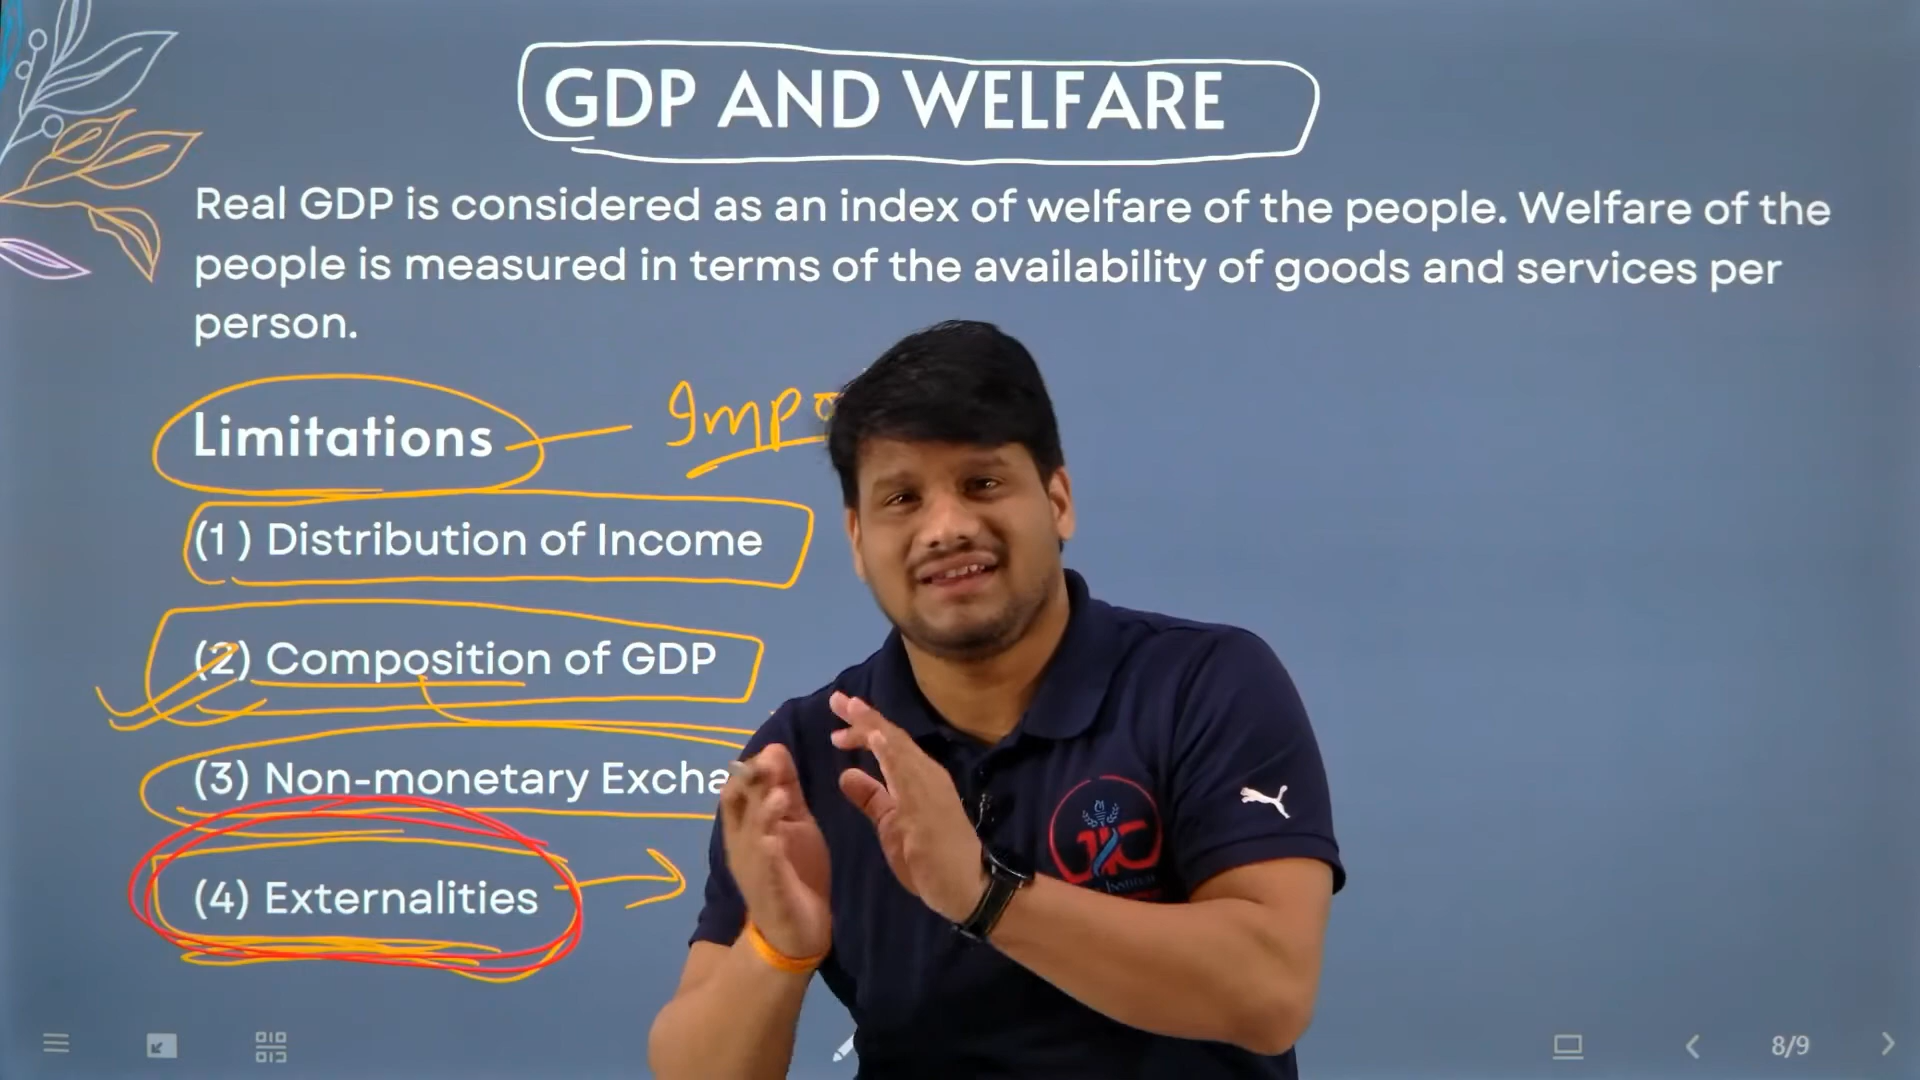 GDP AND WELFARE
Real GDP is considered as an index of welfare of the people. Welfare of the
people is measured in terms of the availability of goods and services per
person.
Limitations
Impo
(1) Distribution of Income
(2) Composition of GDP
(3) Non-monetary Excha
(4) Externalities
8/9